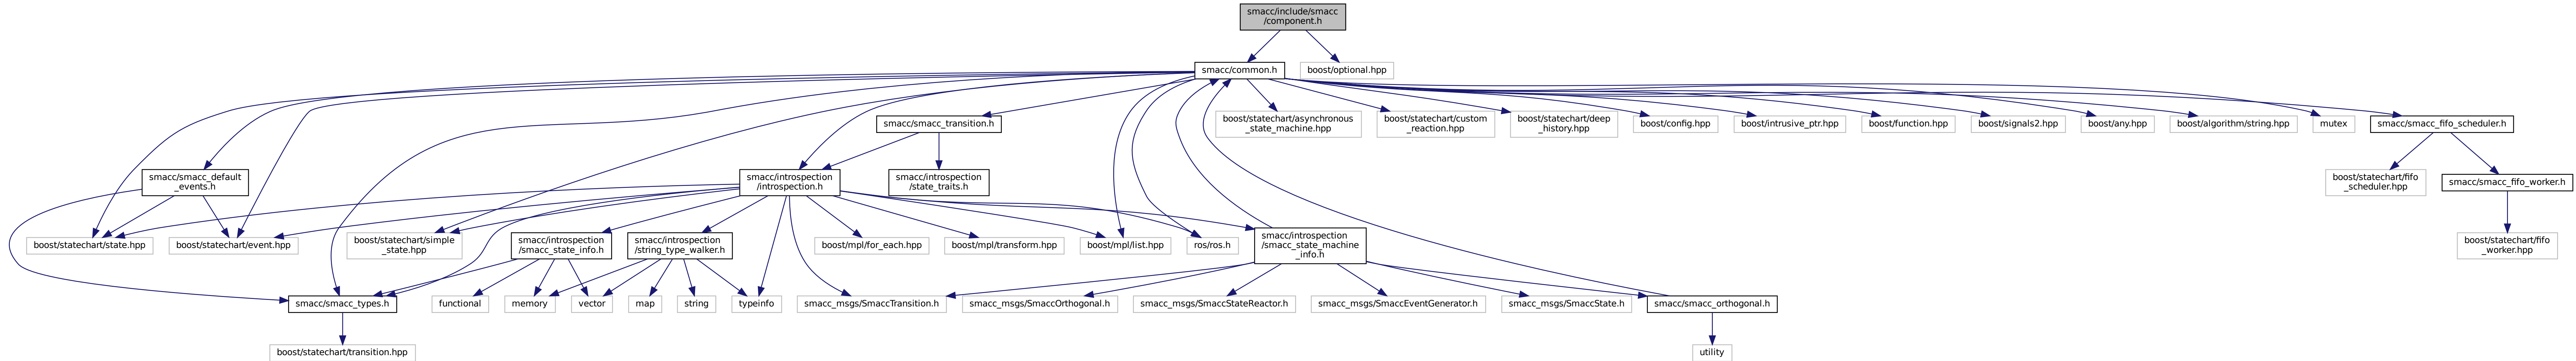 smacc/include/smacc
/component.h
smacc/common.h
boost/optional.hpp
smacc/smacc_transition.h
boost/statechart/asynchronous
_state_machine.hpp
boost/statechart/custom
_reaction.hpp
boost/statechart/deep
_history.hpp
boost/config.hpp
boost/intrusive_ptr.hpp
boost/function.hpp
boost/signals2.hpp
boost/any.hpp
boost/algorithm/string.hpp
mutex
smacc/smacc_fifo_scheduler.h
smacc/smacc_default
_events.h
smacc/introspection
/introspection.h
smacc/introspection
/state_traits.h
boost/statechart/fifo
_scheduler.hpp
smacc/smacc_fifo_worker.h
boost/statechart/state.hpp
boost/statechart/event.hpp
boost/statechart/simple
_state.hpp
smacc/introspection
/smacc_state_info.h
smacc/introspection
/string_type_walker.h
boost/mpl/for_each.hpp
boost/mpl/transform.hpp
boost/mpl/list.hpp
ros/ros.h
smacc/introspection
/smacc_state_machine
_info.h
boost/statechart/fifo
_worker.hpp
smacc/smacc_types.h
functional
memory
vector
map
string
typeinfo
smacc_msgs/SmaccTransition.h
smacc_msgs/SmaccOrthogonal.h
smacc_msgs/SmaccStateReactor.h
smacc_msgs/SmaccEventGenerator.h
smacc_msgs/SmaccState.h
smacc/smacc_orthogonal.h
boost/statechart/transition.hpp
utility